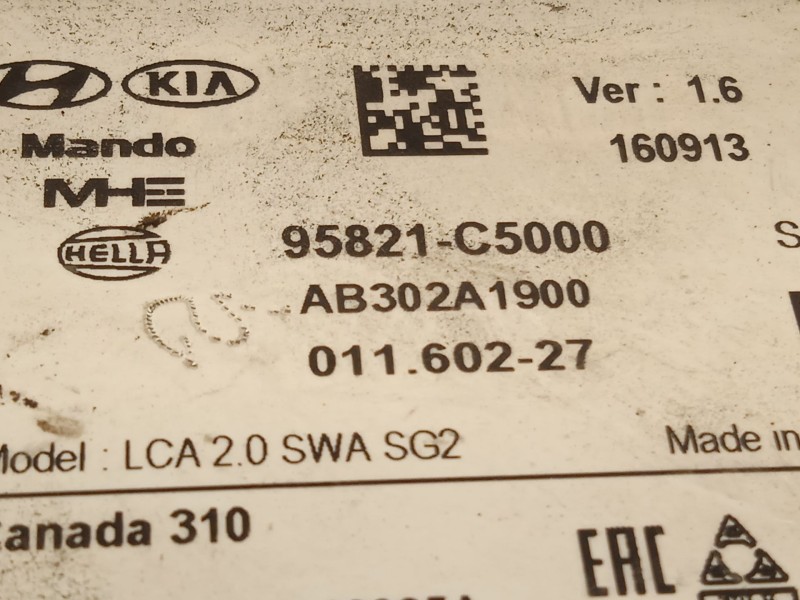 KIA
Ver : 1.6
Mando
160913
MHE
HELLA
95821-C5000
S
AB302A1900
011.602-27
Model : LCA 2.0 SWA SG2
Made in
Canada 310
EAC